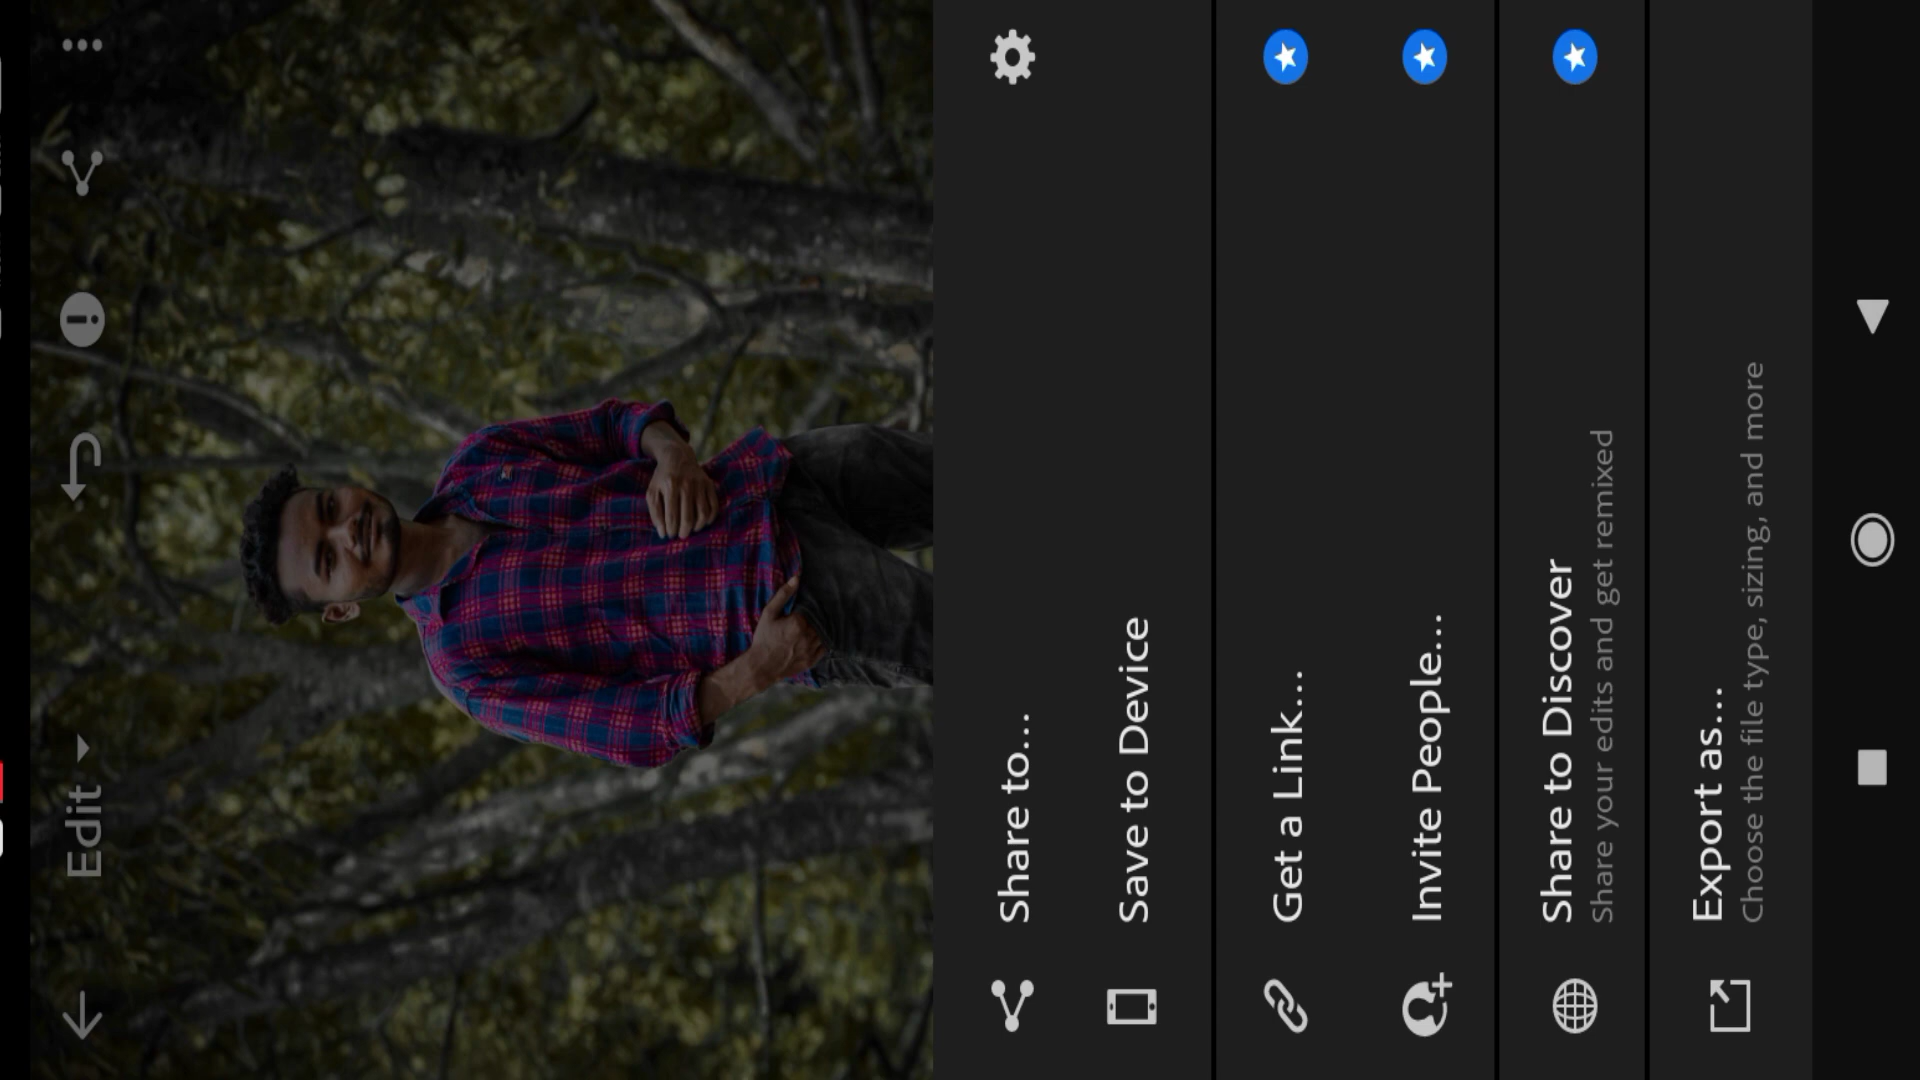 Edit
Share to...
Save to Device
Get a Link...
Invite People...
Share to Discover
Share your edits and get remixed
Export as...
Choose the file type, sizing, and more